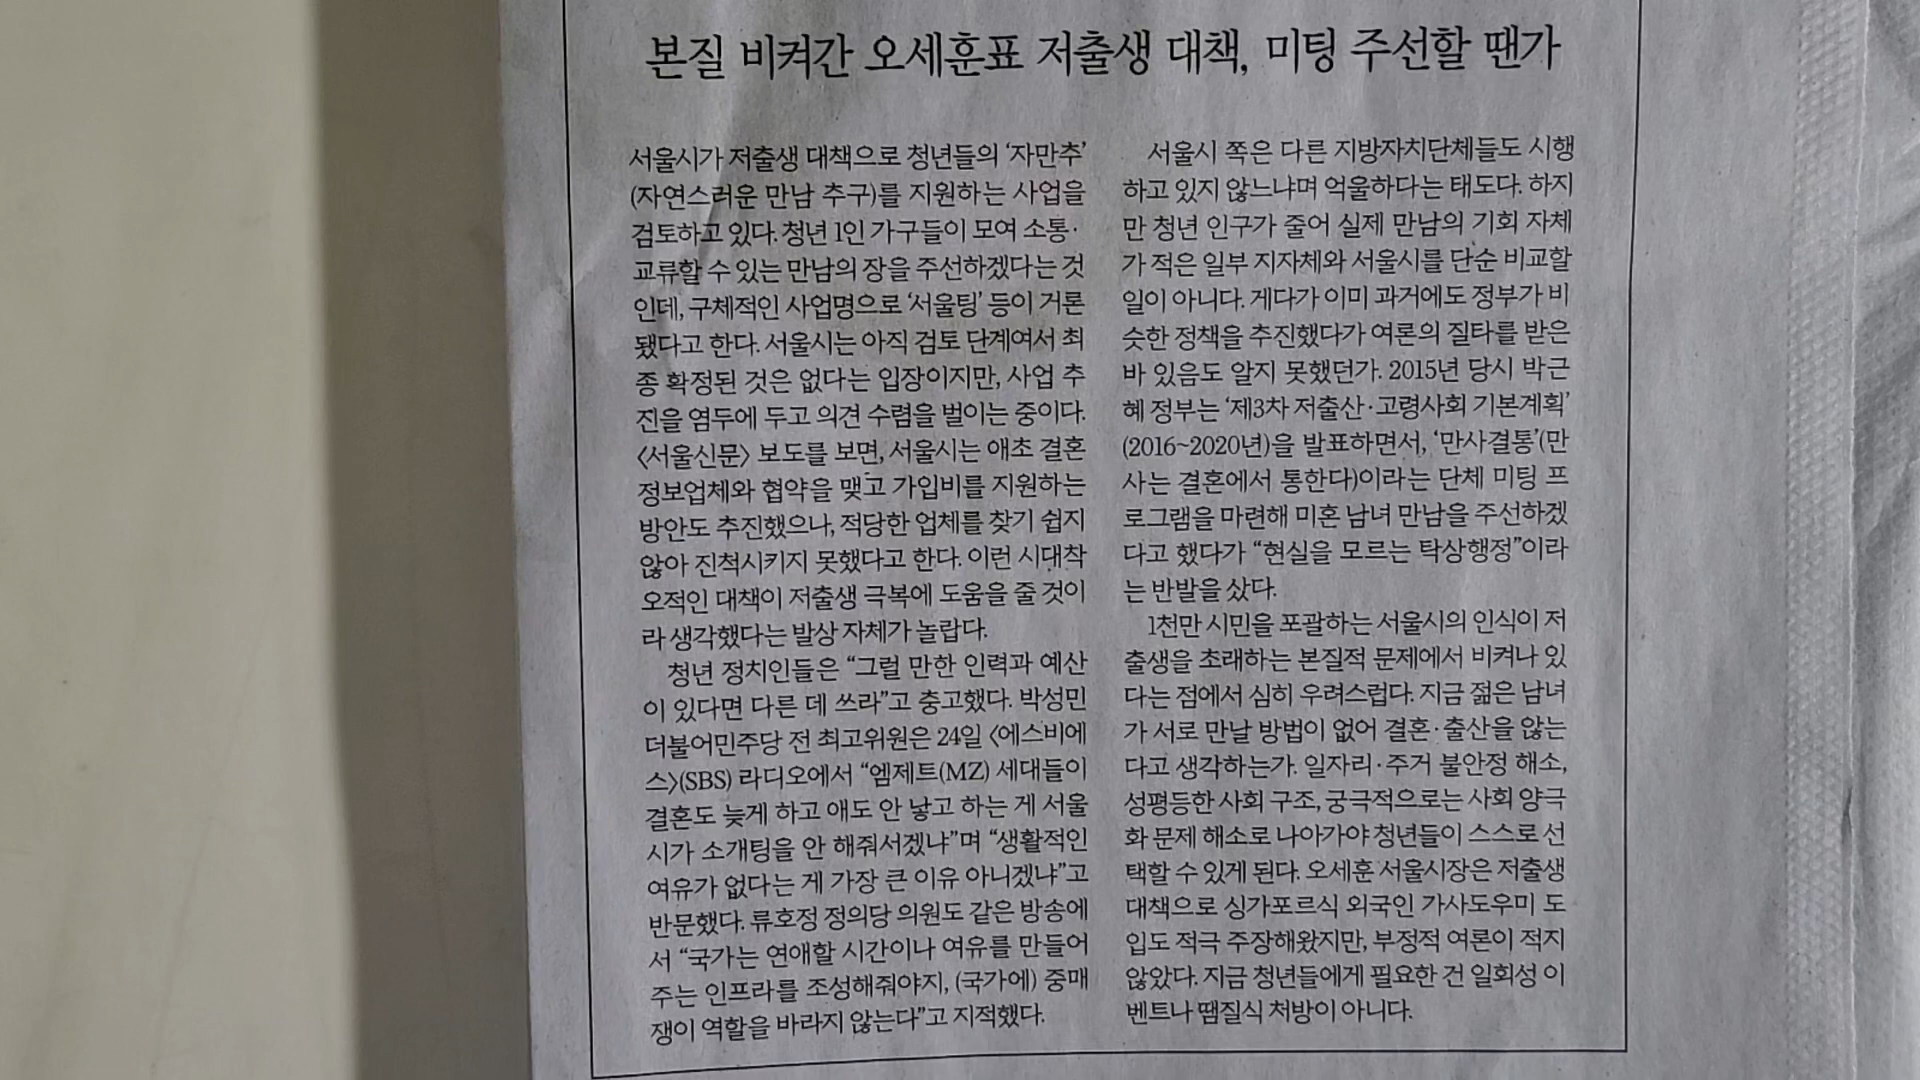 본질 비켜간 오세훈표 저출생 대책, 미팅 주선할 땐가
서울시가 저출생 대책으로 청년들의 '자만추'
(자연스러운 만남 추구)를 지원하는 사업을
검토하고 있다. 청년 1인 가구들이 모여 소통·
교류할 수 있는 만남의 장을 주선하겠다는 것
인데, 구체적인 사업명으로 '서울팅' 등이 거론
됐다고 한다. 서울시는 아직 검토 단계여서 최
종 확정된 것은 없다는 입장이지만, 사업 추
진을 염두에 두고 의견 수렴을 벌이는 중이다.
〈서울신문〉 보도를 보면, 서울시는 애초 결혼
정보업체와 협약을 맺고 가입비를 지원하는
방안도 추진했으나, 적당한 업체를 찾기 쉽지
않아 진척시키지 못했다고 한다. 이런 시대착
오적인 대책이 저출생 극복에 도움을 줄 것이
라 생각했다는 발상 자체가 놀랍다.
청년 정치인들은 “그럴 만한 인력과 예산
이 있다면 다른 데 쓰라”고 충고했다. 박성민
더불어민주당 전 최고위원은 24일 〈에스비에
스〉(SBS) 라디오에서 “엠제트(MZ) 세대들이
결혼도 늦게 하고 애도 안 낳고 하는 게 서울
시가 소개팅을 안 해줘서겠냐”며 “생활적인
여유가 없다는 게 가장 큰 이유 아니겠냐”고
반문했다. 류호정 정의당 의원도 같은 방송에
서 “국가는 연애할 시간이나 여유를 만들어
주는 인프라를 조성해줘야지, (국가에) 중매
쟁이 역할을 바라지 않는다”고 지적했다.
서울시 쪽은 다른 지방자치단체들도 시행
하고 있지 않느냐며 억울하다는 태도다. 하지
만 청년 인구가 줄어 실제 만남의 기회 자체
가 적은 일부 지자체와 서울시를 단순 비교할
일이 아니다. 게다가 이미 과거에도 정부가 비
슷한 정책을 추진했다가 여론의 질타를 받은
바 있음도 알지 못했던가. 2015년 당시 박근
혜 정부는 '제3차 저출산·고령사회 기본계획'
(2016~2020년)을 발표하면서, '만사결통'(만
사는 결혼에서 통한다)이라는 단체 미팅 프
로그램을 마련해 미혼 남녀 만남을 주선하겠
다고 했다가 “현실을 모르는 탁상행정”이라
는 반발을 샀다.
1천만 시민을 포괄하는 서울시의 인식이 저
출생을 초래하는 본질적 문제에서 비켜나 있
다는 점에서 심히 우려스럽다. 지금 젊은 남녀
가 서로 만날 방법이 없어 결혼·출산을 않는
다고 생각하는가. 일자리·주거 불안정 해소,
성평등한 사회 구조, 궁극적으로는 사회 양극
화 문제 해소로 나아가야 청년들이 스스로 선
택할 수 있게 된다. 오세훈 서울시장은 저출생
대책으로 싱가포르식 외국인 가사도우미 도
입도 적극 주장해왔지만, 부정적 여론이 적지
않았다. 지금 청년들에게 필요한 건 일회성 이
벤트나 땜질식 처방이 아니다.